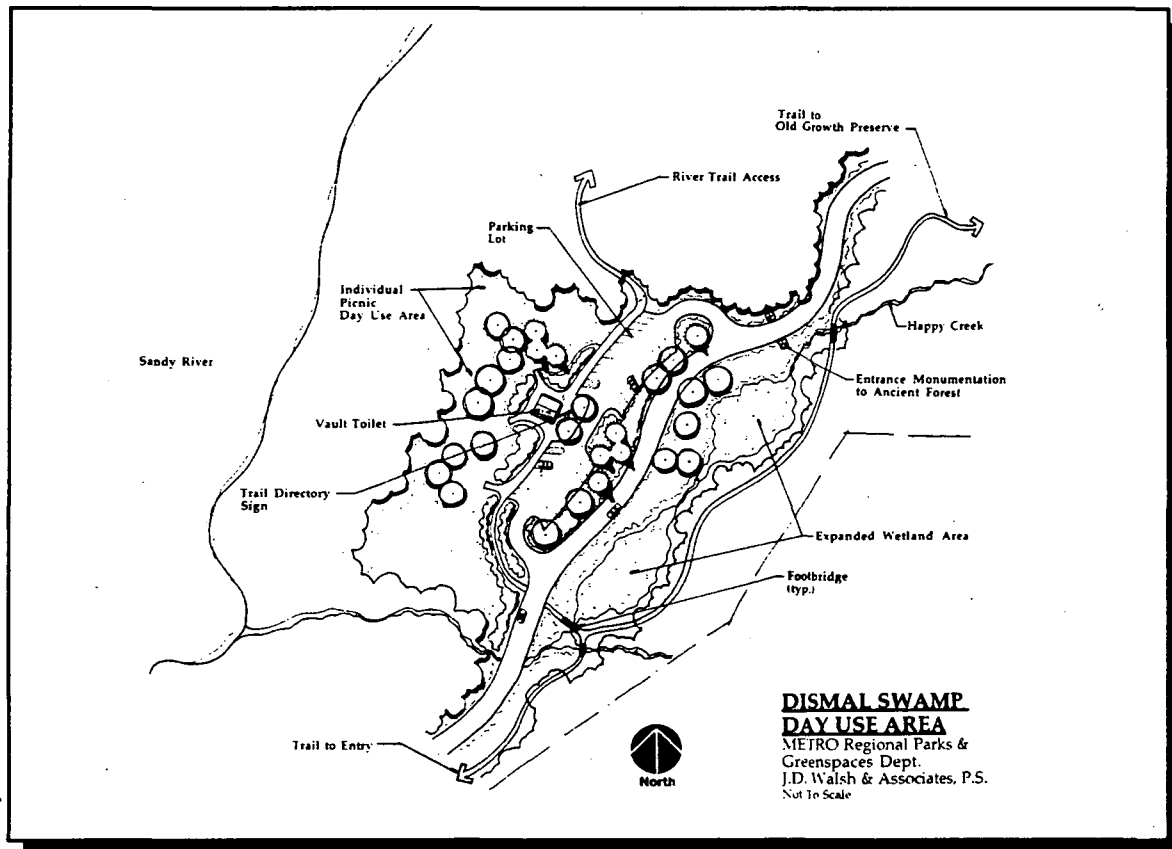 Trail to
Old Growth Preserve
River Trail Access
Parking
Lot
Individual
Picnic
Day Use Area
Happy Creek
Sandy River
Entrance Monumentation
to Ancient Forest
Vault Toilet
Trail Directory
Sign
Expanded Wetland Area
Footbridge
(typ.)
Trail to Entry
North
DISMAL SWAMP
DAY USE AREA
METRO Regional Parks &
Greenspaces Dept.
J.D. Walsh & Associates, P.S.
Not To Scale